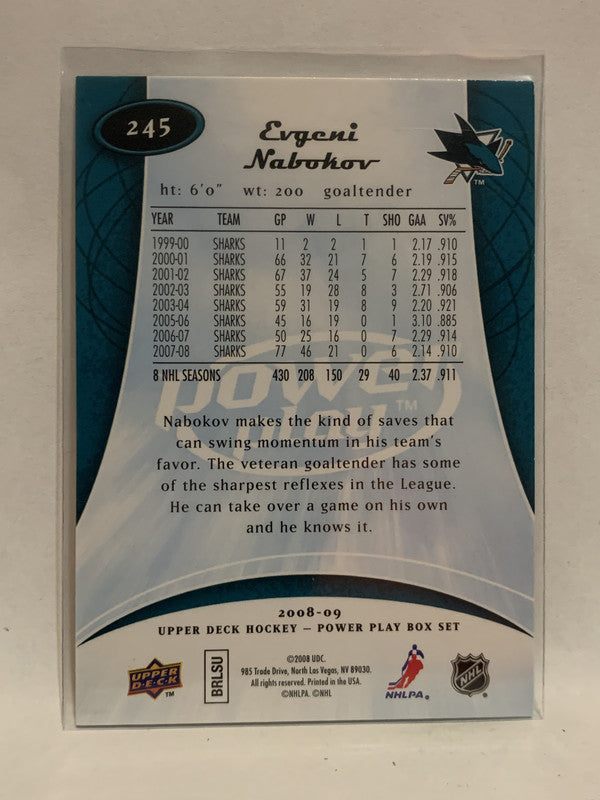 245
Evgeni
Nabokov
TM
ht: 6'0" wt: 200 goaltender
YEAR TEAM GP W L T SHO GAA SV%
1999-00 SHARKS 11 2 2 1 1 2.17 .910
2000-01 SHARKS 66 32 21 7 6 2.19 .915
2001-02 SHARKS 67 37 24 5 7 2.29 .918
2002-03 SHARKS 55 19 28 8 3 2.71 .906
2003-04 SHARKS 59 31 19 8 9 2.20 .921
2005-06 SHARKS 45 16 19 0 1 3.10 .885
2006-07 SHARKS 50 25 16 0 7 2.29 .914
2007-08 SHARKS 77 46 21 0 6 2.14 .910
8 NHL SEASONS 430 208 150 29 40 2.37 .911
power
play TM
Nabokov makes the kind of saves that
can swing momentum in his team's
favor. The veteran goaltender has some
of the sharpest reflexes in the League.
He can take over a game on his own
and he knows it.
2008-09
UPPER DECK HOCKEY – POWER PLAY BOX SET
UPPER
DECK
TM
BRLSU
©2008 UDC.
985 Trade Drive, North Las Vegas, NV 89030.
All rights reserved. Printed in the USA.
©NHLPA. ©NHL
NHLPA.®
NHL